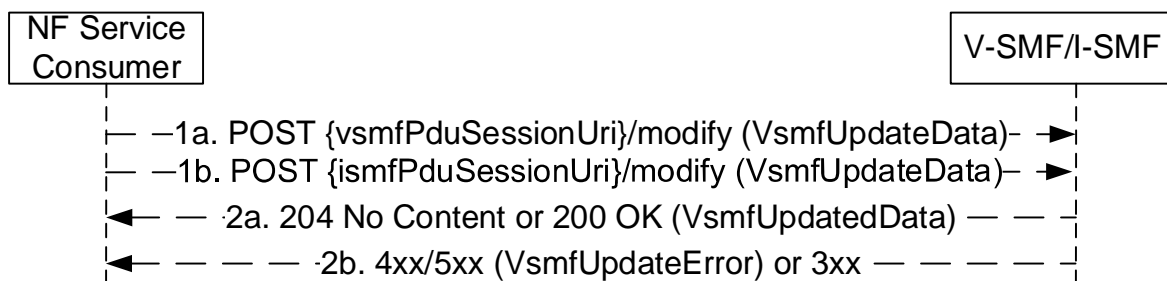 NF Service
Consumer
V-SMF/I-SMF
1a. POST {vsmfPduSessionUri}/modify (VsmfUpdateData)
1b. POST {ismfPduSessionUri}/modify (VsmfUpdateData)
2a. 204 No Content or 200 OK (VsmfUpdatedData)
2b. 4xx/5xx (VsmfUpdateError) or 3xx